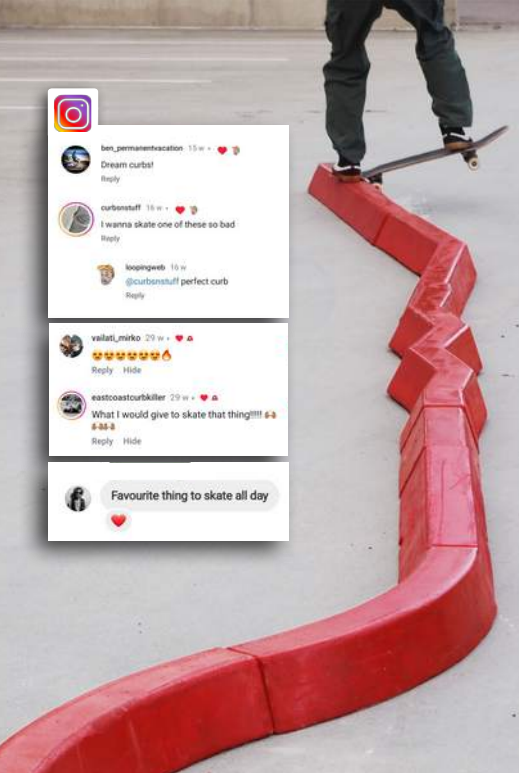 ben_permanentvacation 15 w •
Dream curbs!
Reply
curbsnstuff 16 w •
I wanna skate one of these so bad
Reply
loopingweb 16 w
@curbsnstuff perfect curb
Reply
vailati_mirko 29 w •
😍😍😍😍😍😍🔥
Reply Hide
eastcoastcurbkiller 29 w •
What I would give to skate that thing!!!!! 
Reply Hide
Favourite thing to skate all day